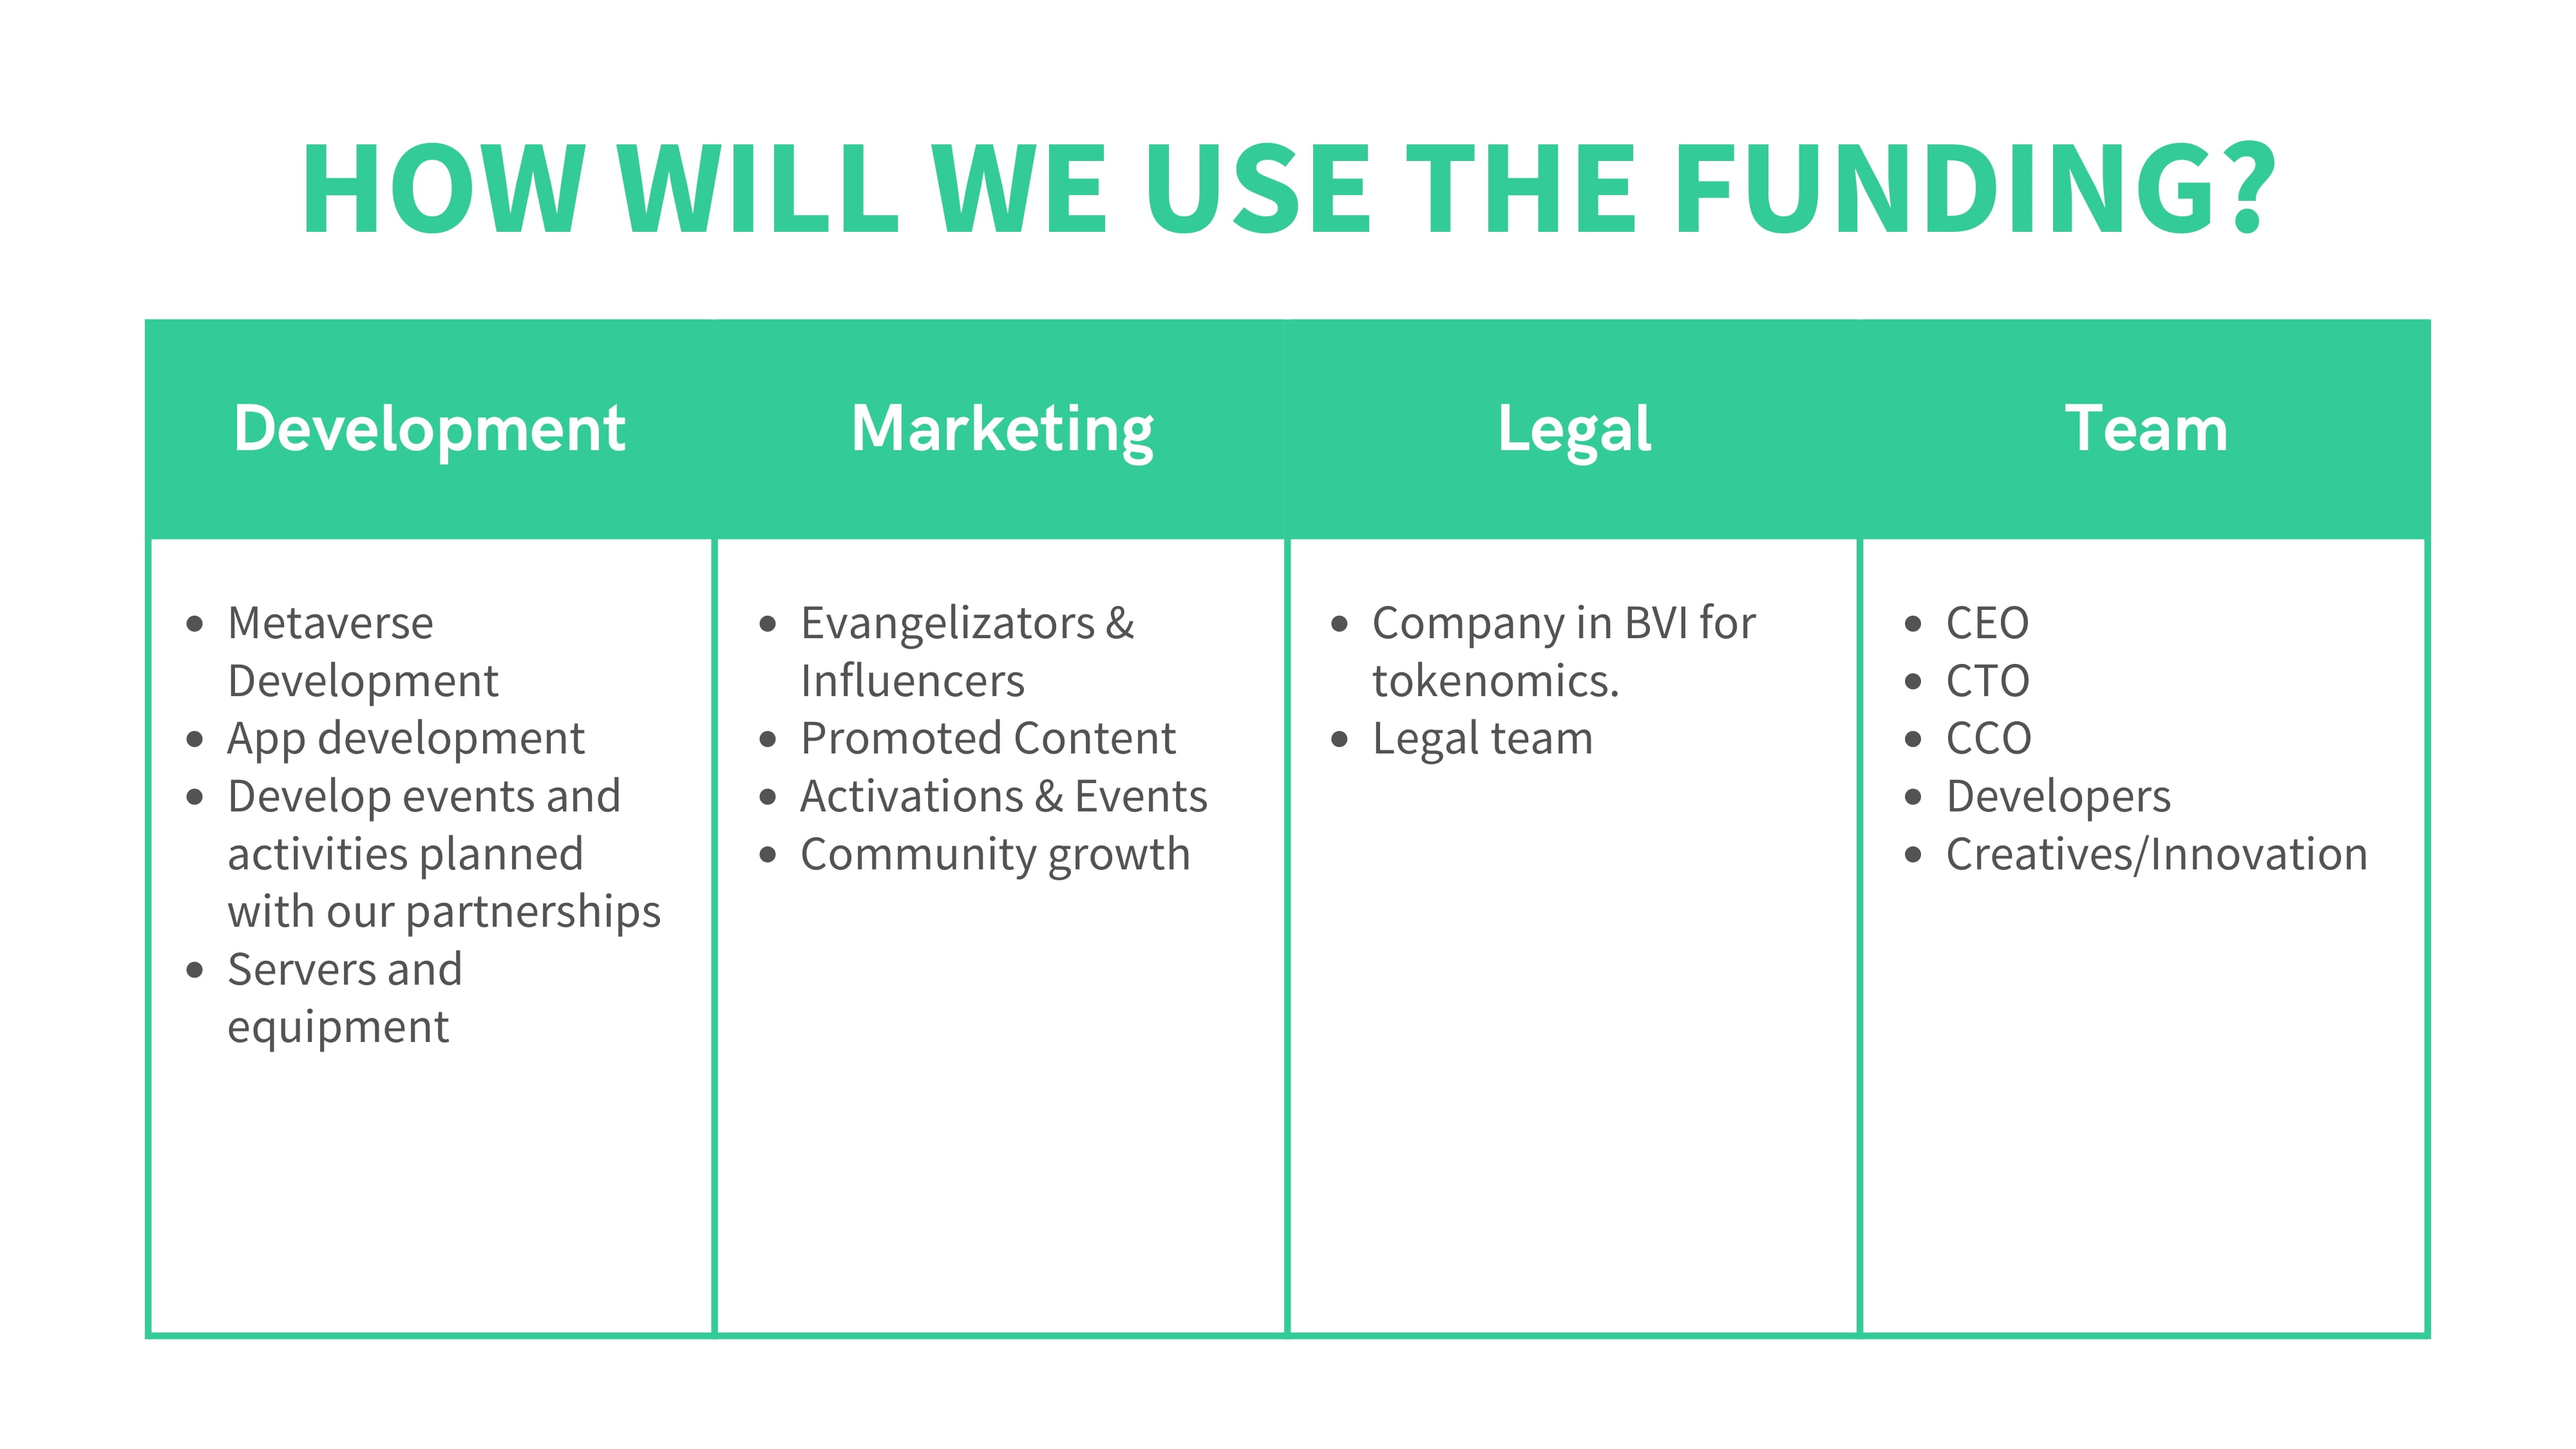 HOW WILL WE USE THE FUNDING?
Development
Metaverse
Development
App development
Develop events and
activities planned
with our partnerships
Servers and
equipment
Marketing
Evangelizators &
Influencers
Promoted Content
Activations & Events
Community growth
Legal
Company in BVI for
tokenomics.
Legal team
Team
CEO
CTO
CCO
Developers
Creatives/Innovation